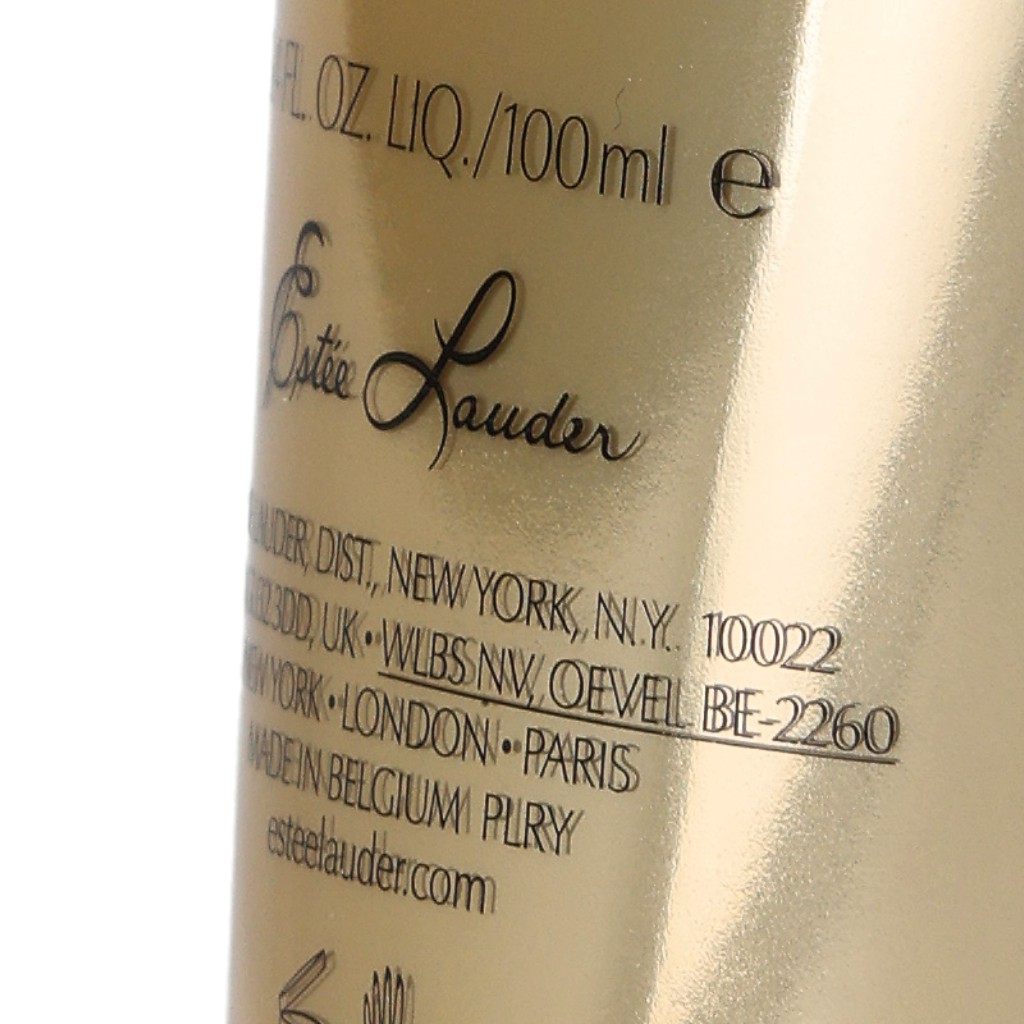 FL. OZ. LIQ./100ml ℮
Estée Lauder
LAUDER, DIST., NEW YORK, N.Y. 10022
3DD, UK • WLBS NV, OEVEL BE-2260
NEW YORK • LONDON • PARIS
MADE IN BELGIUM PLRY
esteelauder.com